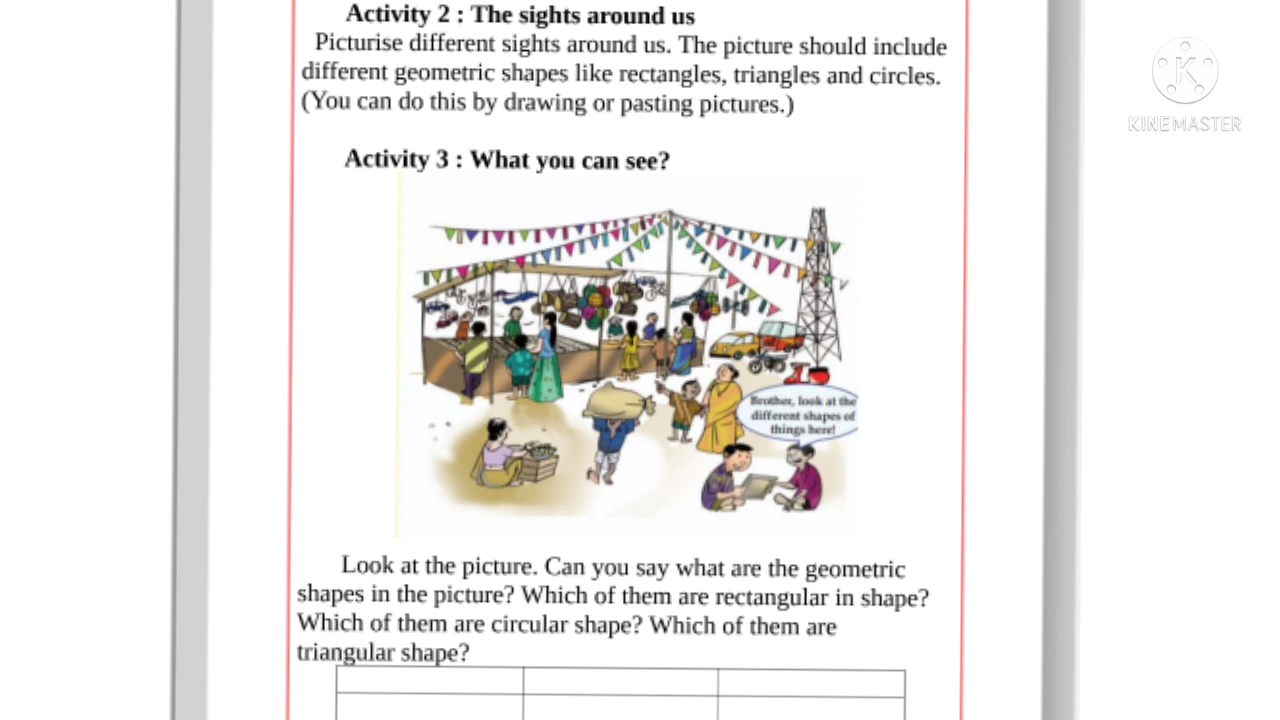 Activity 2 : The sights around us
Picturise different sights around us. The picture should include
different geometric shapes like rectangles, triangles and circles.
(You can do this by drawing or pasting pictures.)
KINEMASTER
Activity 3 : What you can see?
Brother, look at the
different shapes of
things here!
Look at the picture. Can you say what are the geometric
shapes in the picture? Which of them are rectangular in shape?
Which of them are circular shape? Which of them are
triangular shape?